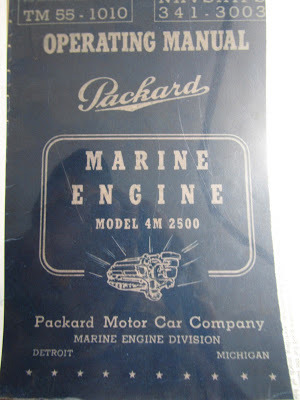 TM 55-1010
NAVSHIPS
341-3003
OPERATING MANUAL
Packard
MARINE
ENGINE
MODEL 4M 2500
Packard Motor Car Company
MARINE ENGINE DIVISION
DETROIT MICHIGAN